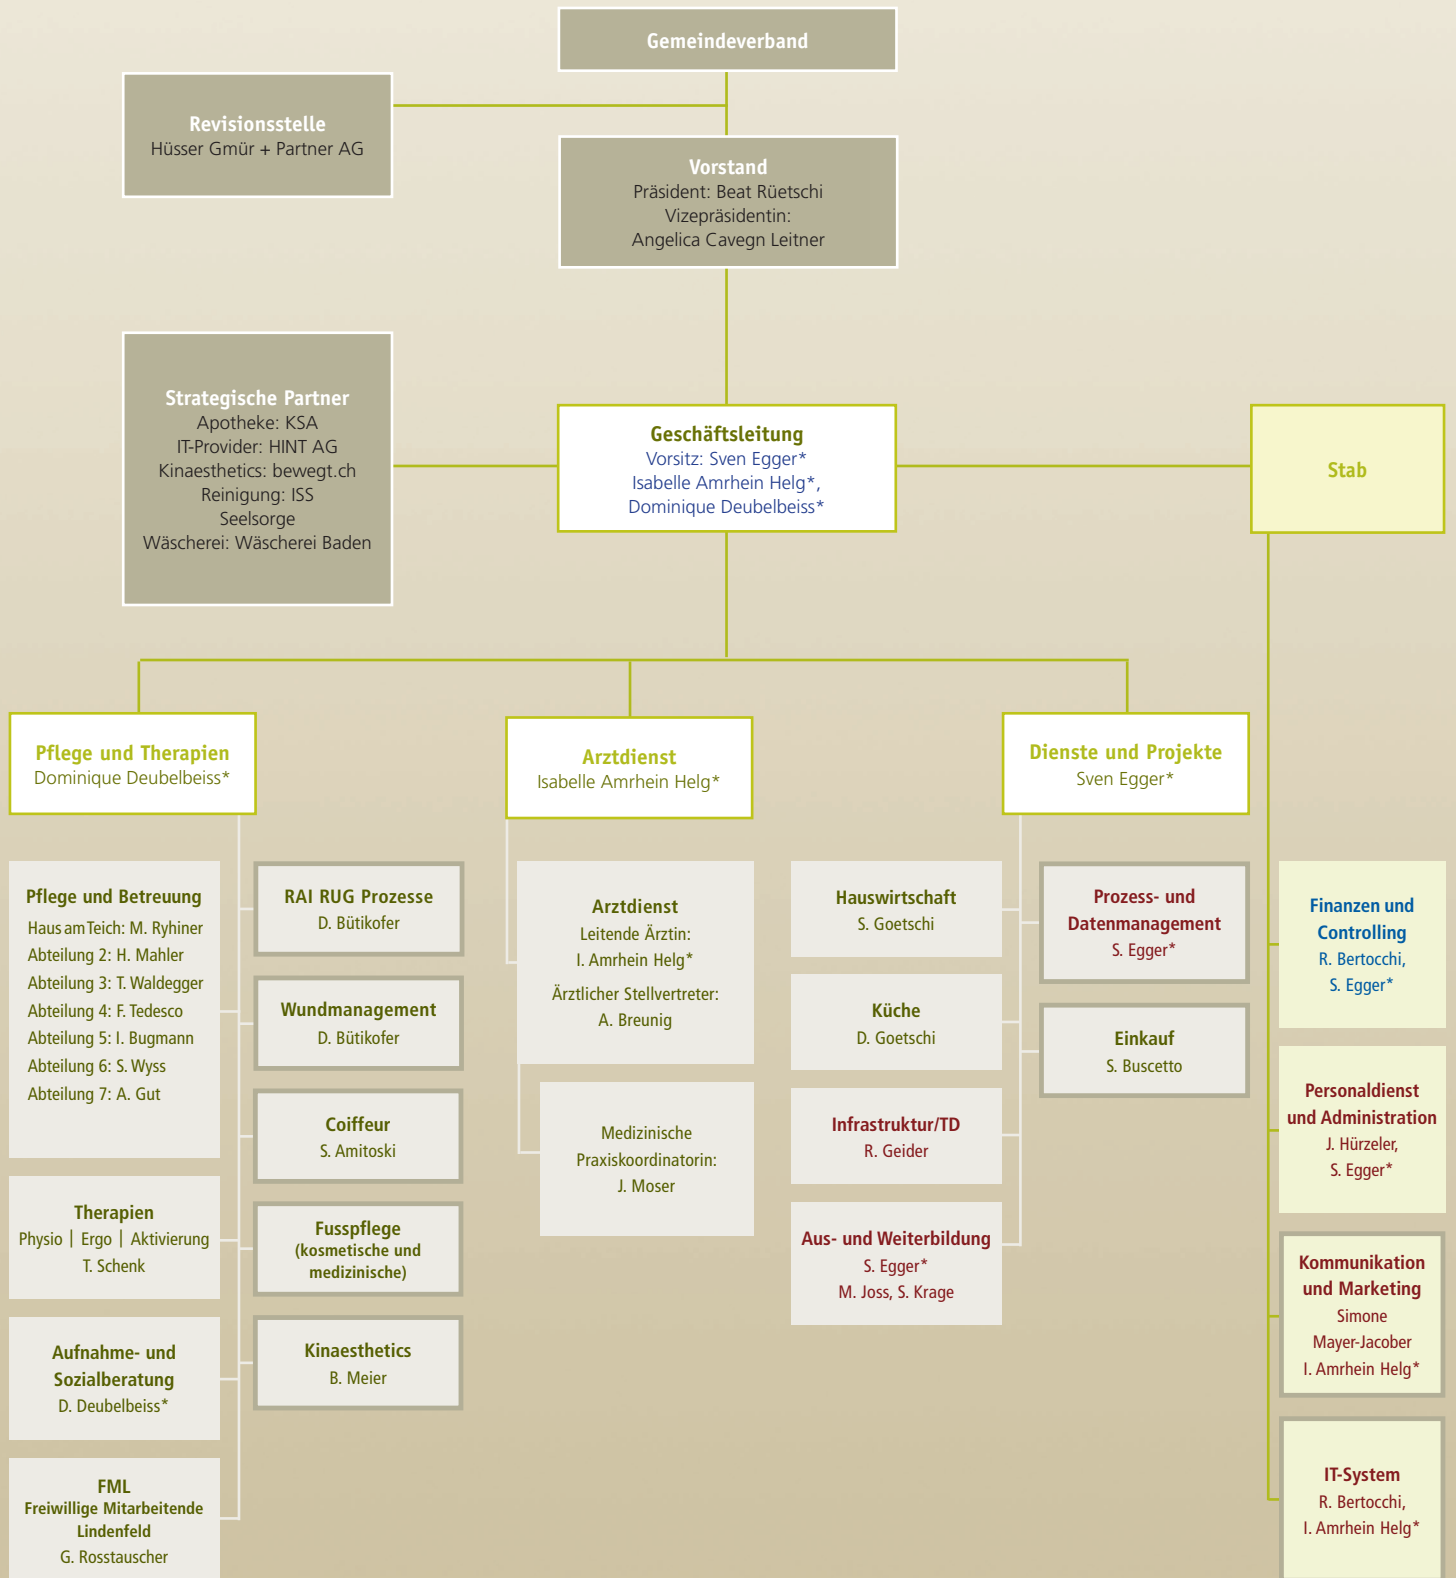 Gemeindeverband
Revisionsstelle
Hüsser Gmür + Partner AG
Vorstand
Präsident: Beat Rüetschi
Vizepräsidentin:
Angelica Cavegn Leitner
Strategische Partner
Apotheke: KSA
IT-Provider: HINT AG
Kinaesthetics: bewegt.ch
Reinigung: ISS
Seelsorge
Wäscherei: Wäscherei Baden
Geschäftsleitung
Vorsitz: Sven Egger*
Isabelle Amrhein Helg*,
Dominique Deubelbeiss*
Stab
Pflege und Therapien
Dominique Deubelbeiss*
Arztdienst
Isabelle Amrhein Helg*
Dienste und Projekte
Sven Egger*
Pflege und Betreuung
Haus am Teich: M. Ryhiner
Abteilung 2: H. Mahler
Abteilung 3: T. Waldegger
Abteilung 4: F. Tedesco
Abteilung 5: I. Bugmann
Abteilung 6: S. Wyss
Abteilung 7: A. Gut
Therapien
Physio | Ergo | Aktivierung
T. Schenk
Aufnahme- und
Sozialberatung
D. Deubelbeiss*
FML
Freiwillige Mitarbeitende
Lindenfeld
G. Rosstauscher
RAI RUG Prozesse
D. Bütikofer
Wundmanagement
D. Bütikofer
Coiffeur
S. Amitoski
Fusspflege
(kosmetische und
medizinische)
Kinaesthetics
B. Meier
Arztdienst
Leitende Ärztin:
I. Amrhein Helg*
Ärztlicher Stellvertreter:
A. Breunig
Medizinische
Praxiskoordinatorin:
J. Moser
Hauswirtschaft
S. Goetschi
Küche
D. Goetschi
Infrastruktur/TD
R. Geider
Aus- und Weiterbildung
S. Egger*
M. Joss, S. Krage
Prozess- und
Datenmanagement
S. Egger*
Einkauf
S. Buscetto
Finanzen und
Controlling
R. Bertocchi,
S. Egger*
Personaldienst
und Administration
J. Hürzeler,
S. Egger*
Kommunikation
und Marketing
Simone
Mayer-Jacober
I. Amrhein Helg*
IT-System
R. Bertocchi,
I. Amrhein Helg*